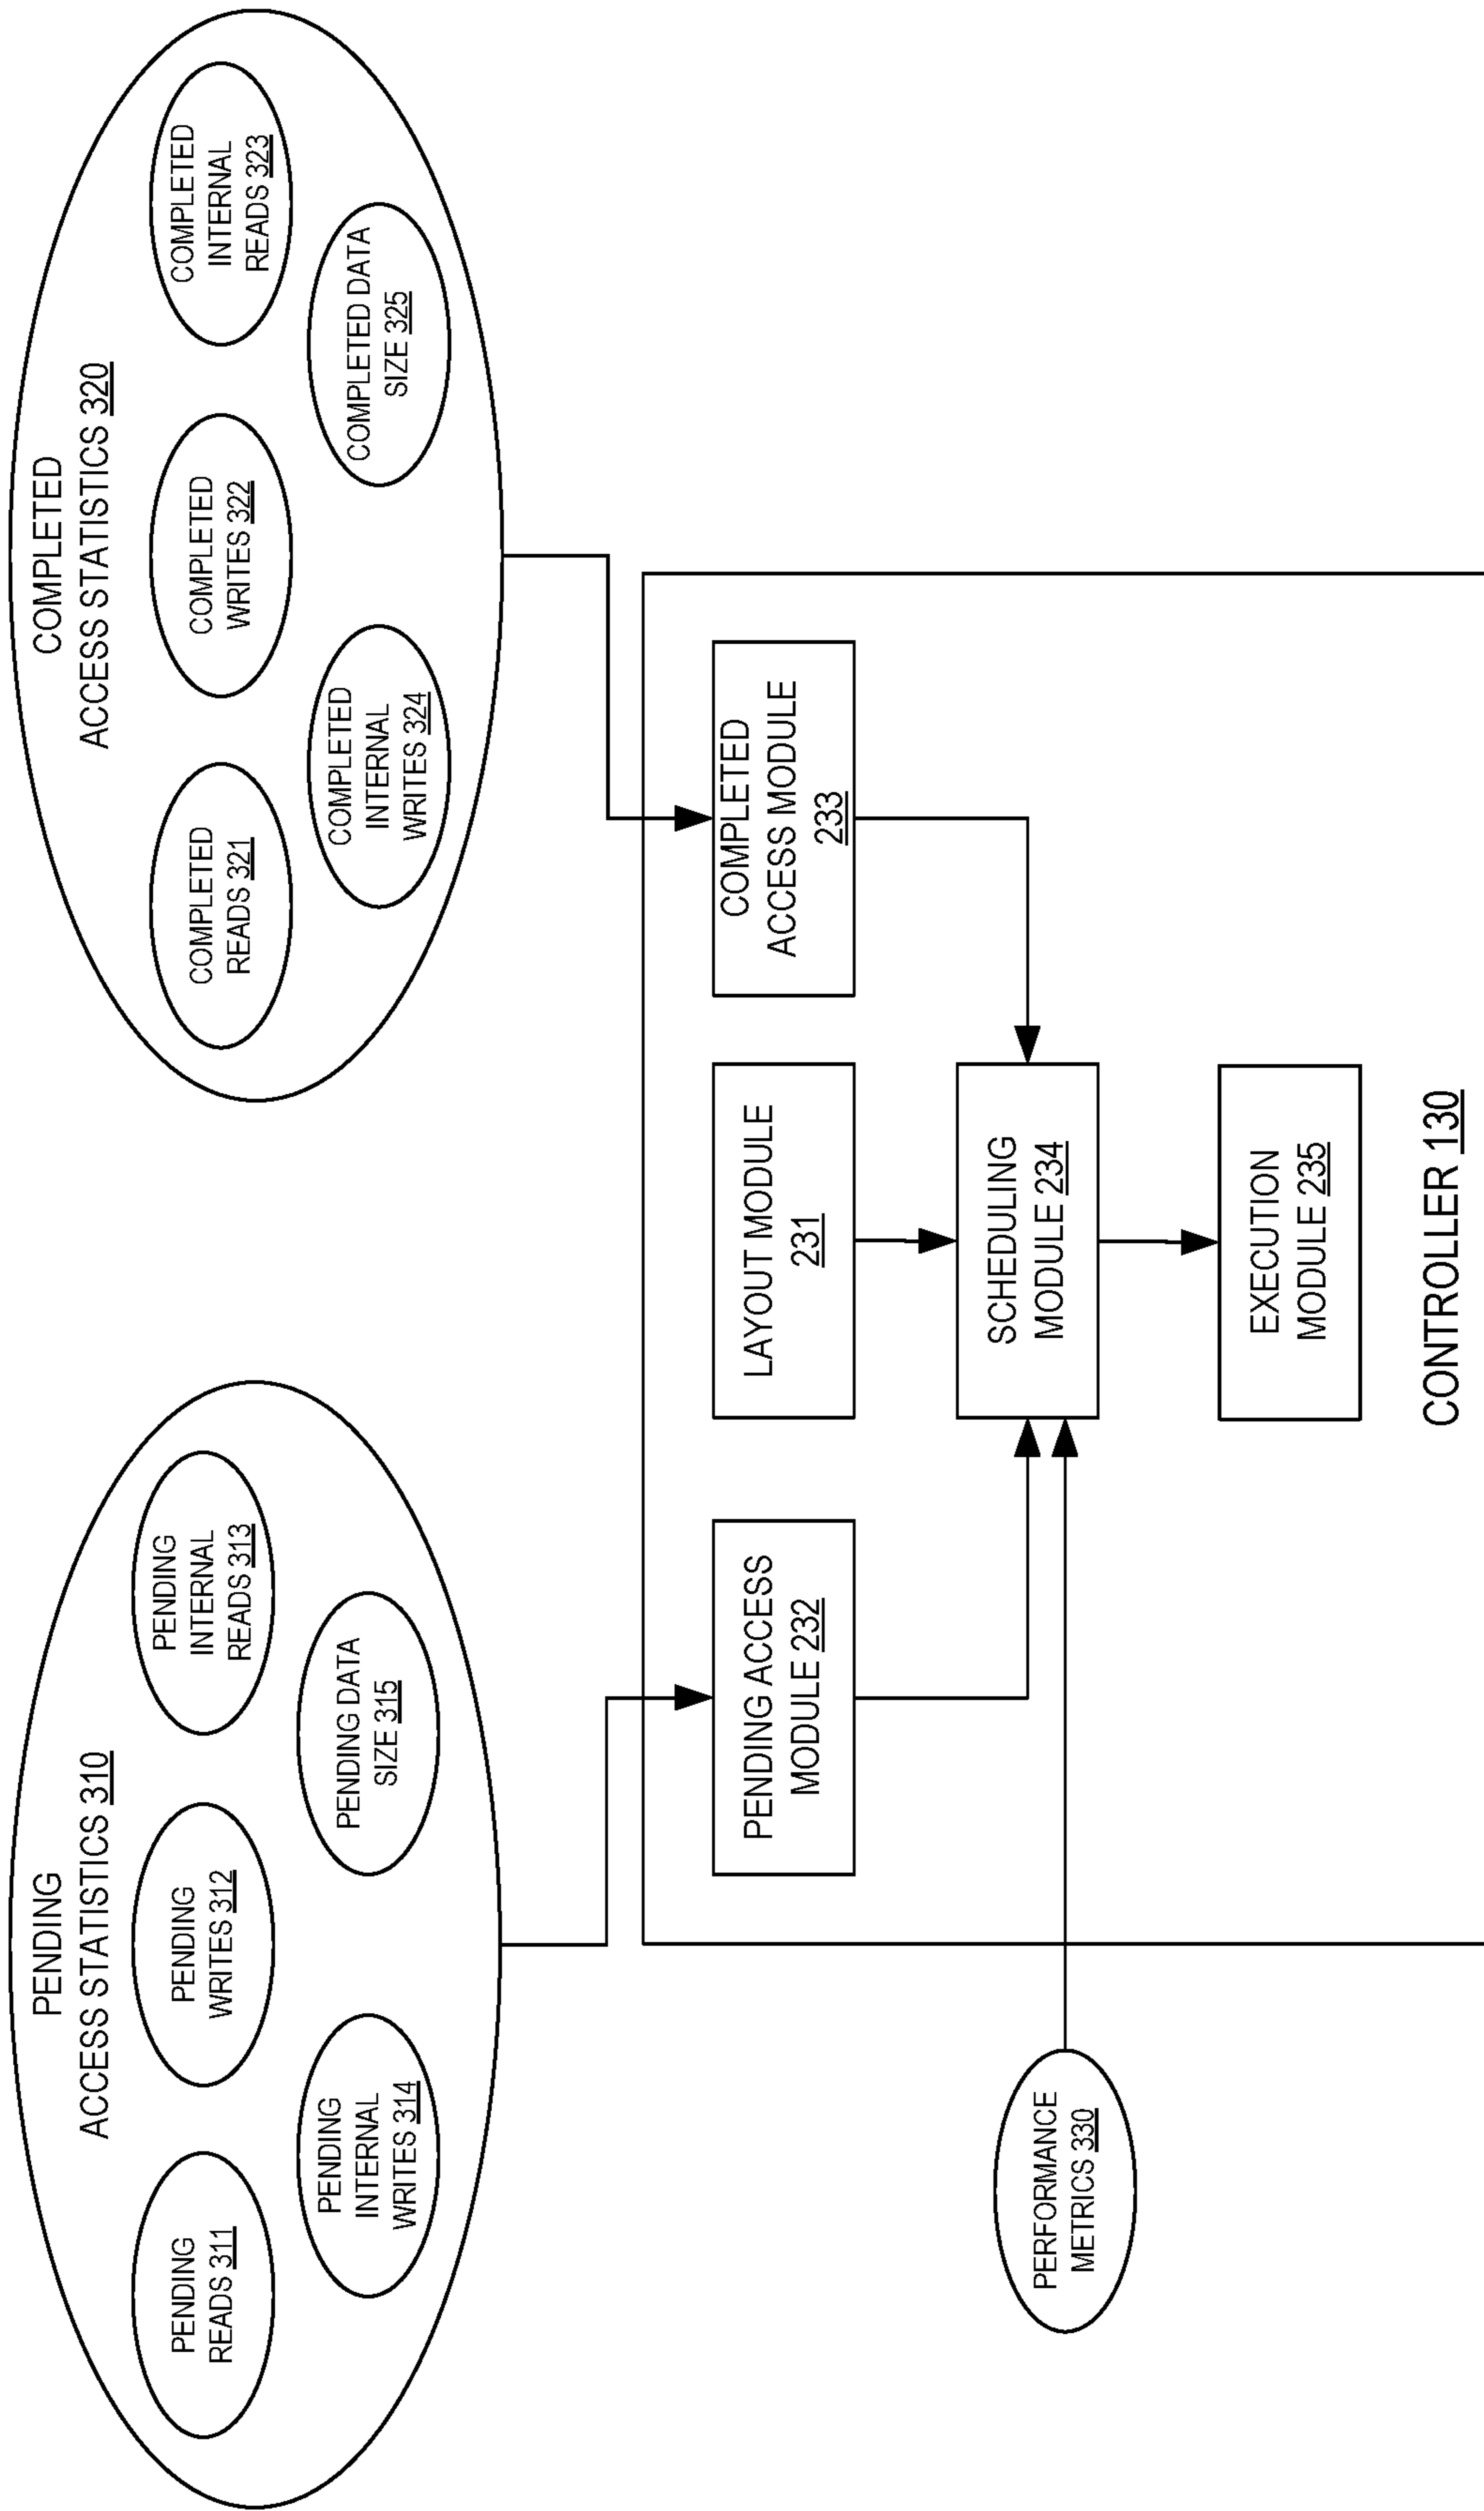 PENDING
ACCESS STATISTICS 310
PENDING
READS 311
PENDING
WRITES 312
PENDING
INTERNAL
READS 313
PENDING
INTERNAL
WRITES 314
PENDING DATA
SIZE 315
COMPLETED
ACCESS STATISTICS 320
COMPLETED
READS 321
COMPLETED
WRITES 322
COMPLETED
INTERNAL
READS 323
COMPLETED
INTERNAL
WRITES 324
COMPLETED DATA
SIZE 325
PENDING ACCESS
MODULE 232
LAYOUT MODULE
231
COMPLETED
ACCESS MODULE
233
PERFORMANCE
METRICS 330
SCHEDULING
MODULE 234
EXECUTION
MODULE 235
CONTROLLER 130